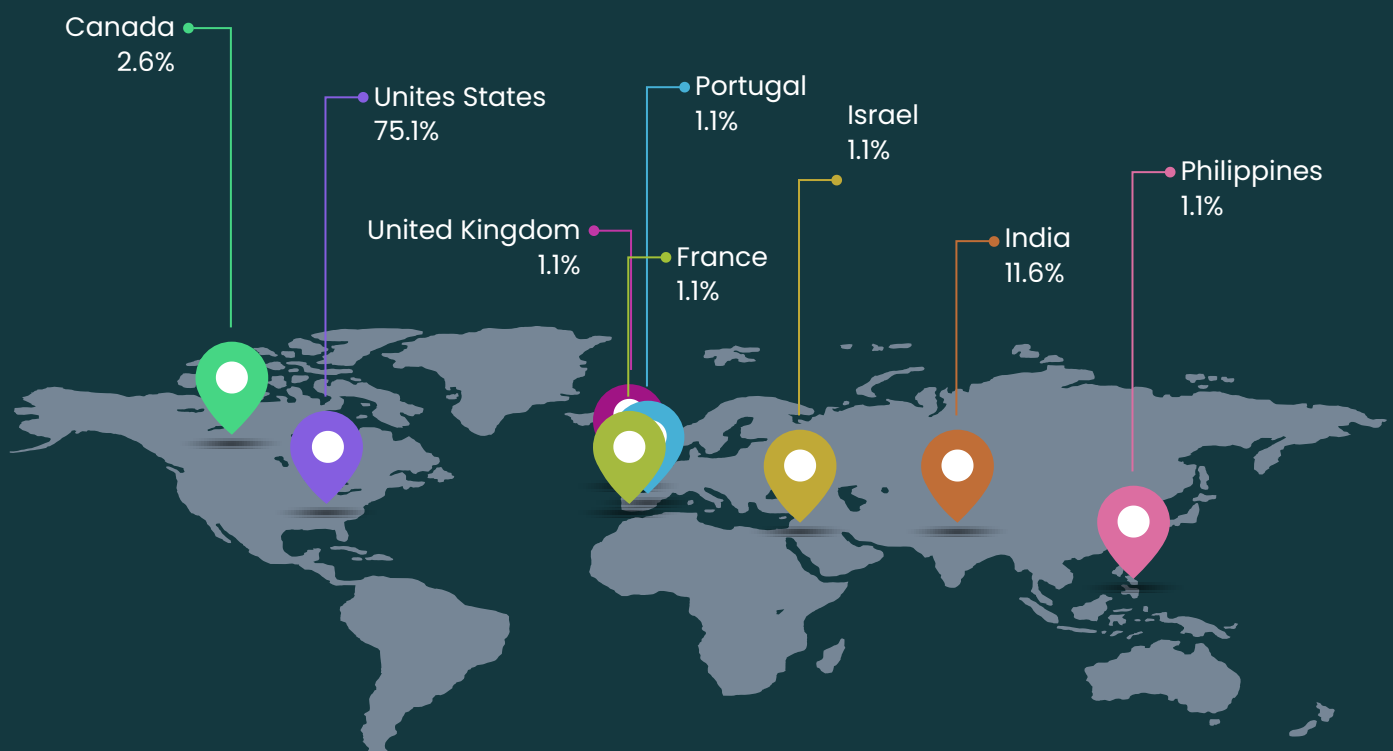 Canada
2.6%
Unites States
75.1%
Portugal
1.1%
Israel
1.1%
Philippines
1.1%
United Kingdom
1.1%
France
1.1%
India
11.6%